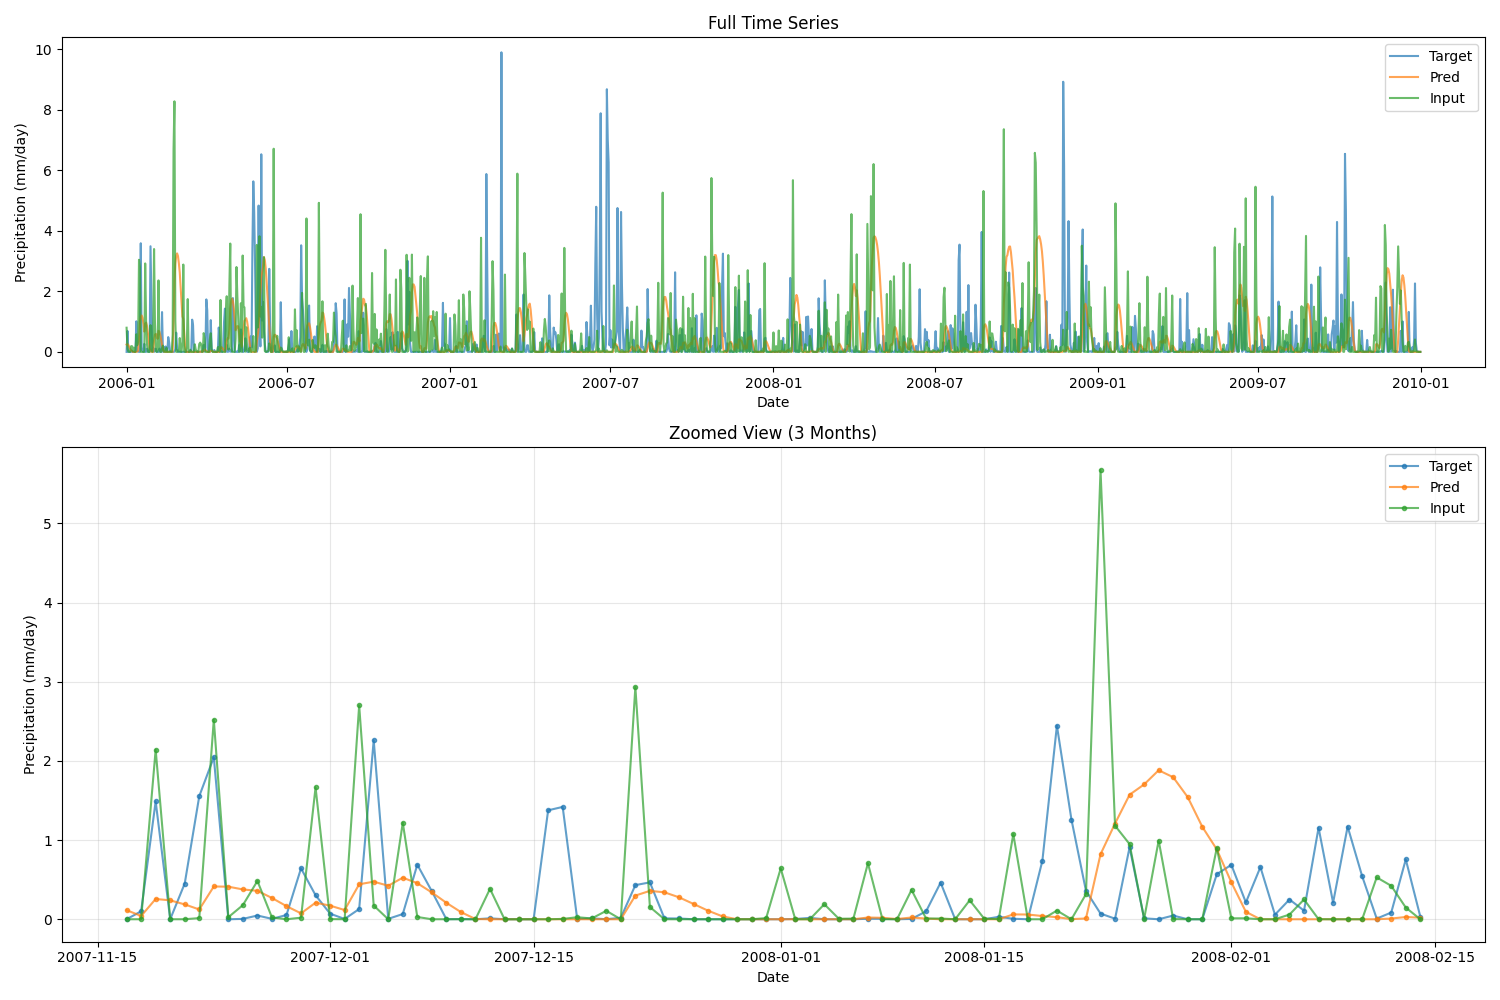 Full Time Series
Precipitation (mm/day)
10
8
6
4
2
0
Target
Pred
Input
2006-01 2006-07 2007-01 2007-07 2008-01 2008-07 2009-01 2009-07 2010-01
Date
Zoomed View (3 Months)
Precipitation (mm/day)
5
4
3
2
1
0
Target
Pred
Input
2007-11-15 2007-12-01 2007-12-15 2008-01-01 2008-01-15 2008-02-01 2008-02-15
Date